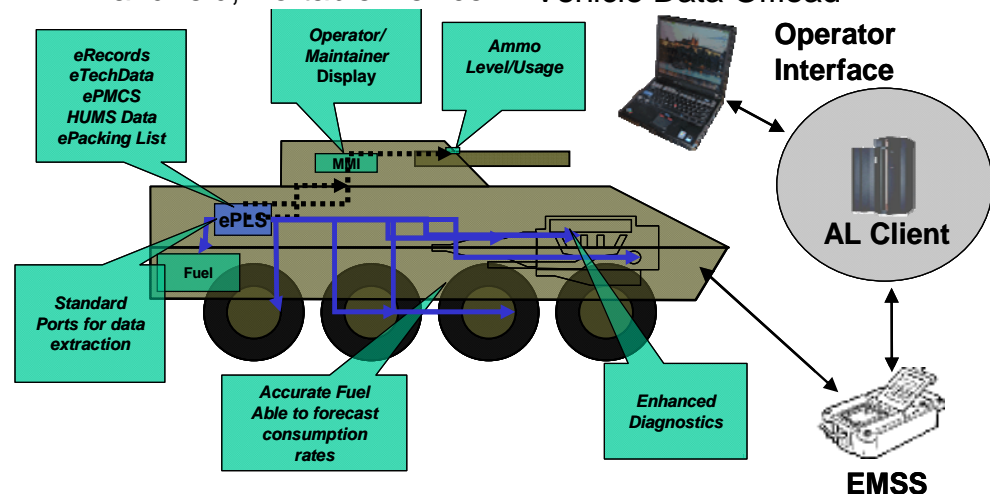 Vehicle Data Offload
eRecords
eTechData
ePMCS
HUMS Data
ePacking List
Operator/
Maintainer
Display
Ammo
Level/Usage
Operator
Interface
MMI
ePLS
AL Client
Fuel
Standard
Ports for data
extraction
Accurate Fuel
Able to forecast
consumption
rates
Enhanced
Diagnostics
EMSS